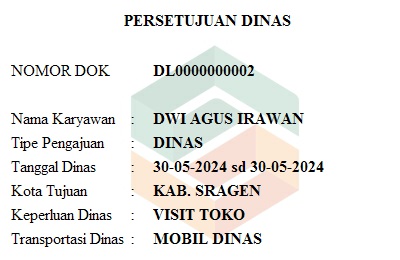 PERSETUJUAN DINAS
NOMOR DOK DL0000000002
Nama Karyawan : DWI AGUS IRAWAN
Tipe Pengajuan : DINAS
Tanggal Dinas : 30-05-2024 sd 30-05-2024
Kota Tujuan : KAB. SRAGEN
Keperluan Dinas : VISIT TOKO
Transportasi Dinas : MOBIL DINAS